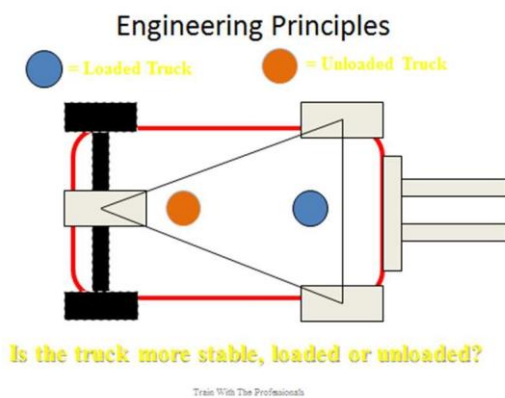 Engineering Principles
= Loaded Truck
= Unloaded Truck
Is the truck more stable, loaded or unloaded?
Train With The Professionals